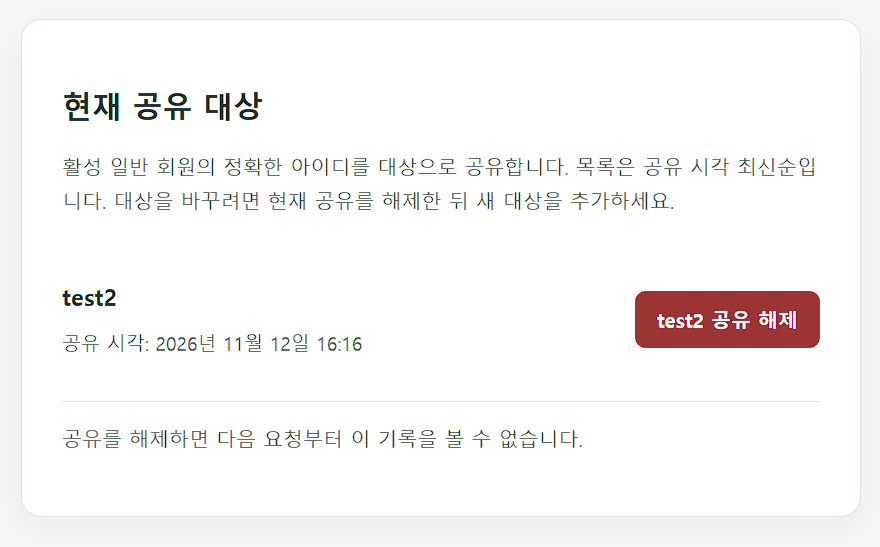 현재 공유 대상
활성 일반 회원의 정확한 아이디를 대상으로 공유합니다. 목록은 공유 시각 최신순입
니다. 대상을 바꾸려면 현재 공유를 해제한 뒤 새 대상을 추가하세요.
test2
test2 공유 해제
공유 시각: 2026년 11월 12일 16:16
공유를 해제하면 다음 요청부터 이 기록을 볼 수 없습니다.